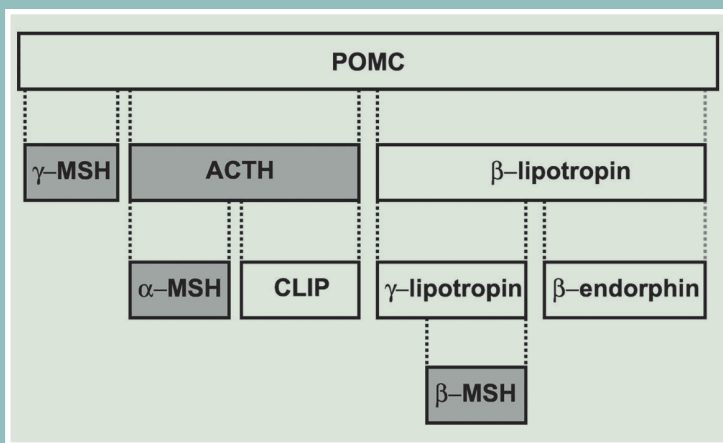 POMC
γ–MSH
ACTH
β–lipotropin
α–MSH
CLIP
γ–lipotropin
β–endorphin
β–MSH